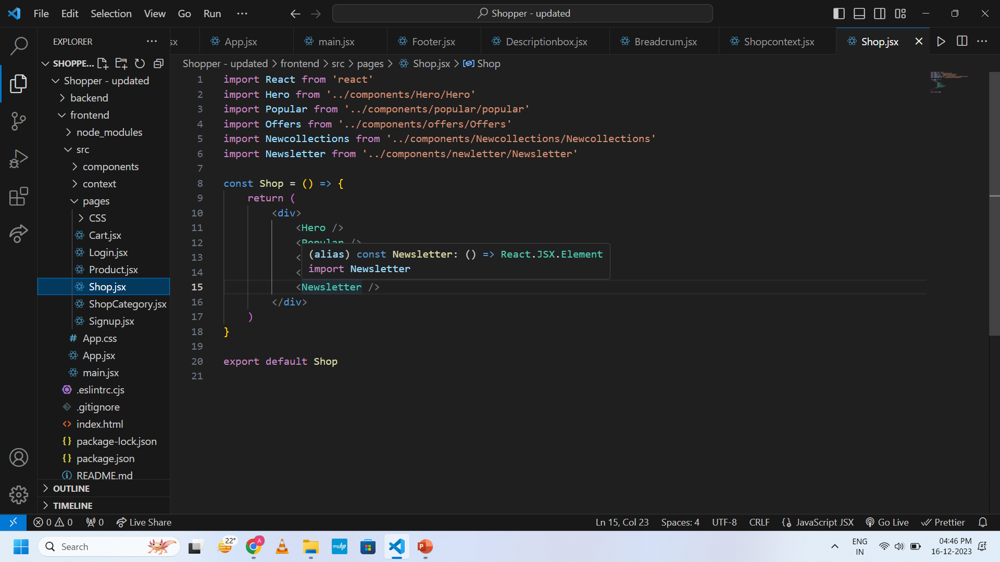 File Edit Selection View Go Run ···
Shopper - updated
EXPLORER
sx App.jsx main.jsx Footer.jsx Descriptionbox.jsx Breadcrum.jsx Shopcontext.jsx Shop.jsx
SHOPPE...
Shopper - updated > frontend > src > pages > Shop.jsx > Shop
Shopper - updated
backend
frontend
node_modules
src
components
context
pages
CSS
Cart.jsx
Login.jsx
Product.jsx
Shop.jsx
ShopCategory.jsx
Signup.jsx
App.css
App.jsx
main.jsx
.eslintrc.cjs
.gitignore
index.html
package-lock.json
package.json
README.md
OUTLINE
TIMELINE
1 import React from 'react'
2 import Hero from '../components/Hero/Hero'
3 import Popular from '../components/popular/popular'
4 import Offers from '../components/offers/Offers'
5 import Newcollections from '../components/Newcollections/Newcollections'
6 import Newsletter from '../components/newletter/Newsletter'
7
8 const Shop = () => {
9 return (
10 <div>
11 <Hero />
12 <Popular />
13 <
14 <
(alias) const Newsletter: () => React.JSX.Element
import Newsletter
15 <Newsletter />
16 </div>
17 )
18 }
19
20 export default Shop
21
0 0 0 Live Share
Ln 15, Col 23 Spaces: 4 UTF-8 CRLF {} JavaScript JSX Go Live Prettier
Search
22°
A
myhp
P
ENG
IN
04:46 PM
16-12-2023